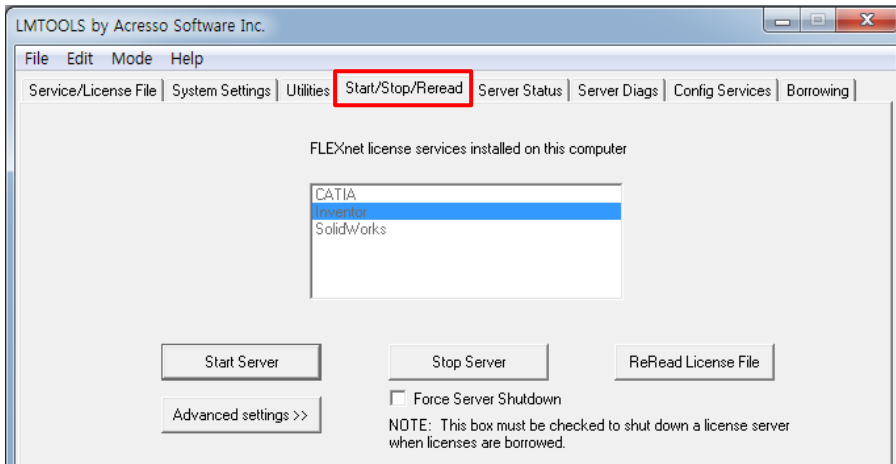 LMTOOLS by Acresso Software Inc.
File Edit Mode Help
Service/License File System Settings Utilities Start/Stop/Reread Server Status Server Diags Config Services Borrowing
FLEXnet license services installed on this computer
CATIA
Inventor
SolidWorks
Start Server Stop Server ReRead License File
Force Server Shutdown
Advanced settings >>
NOTE: This box must be checked to shut down a license server
when licenses are borrowed.